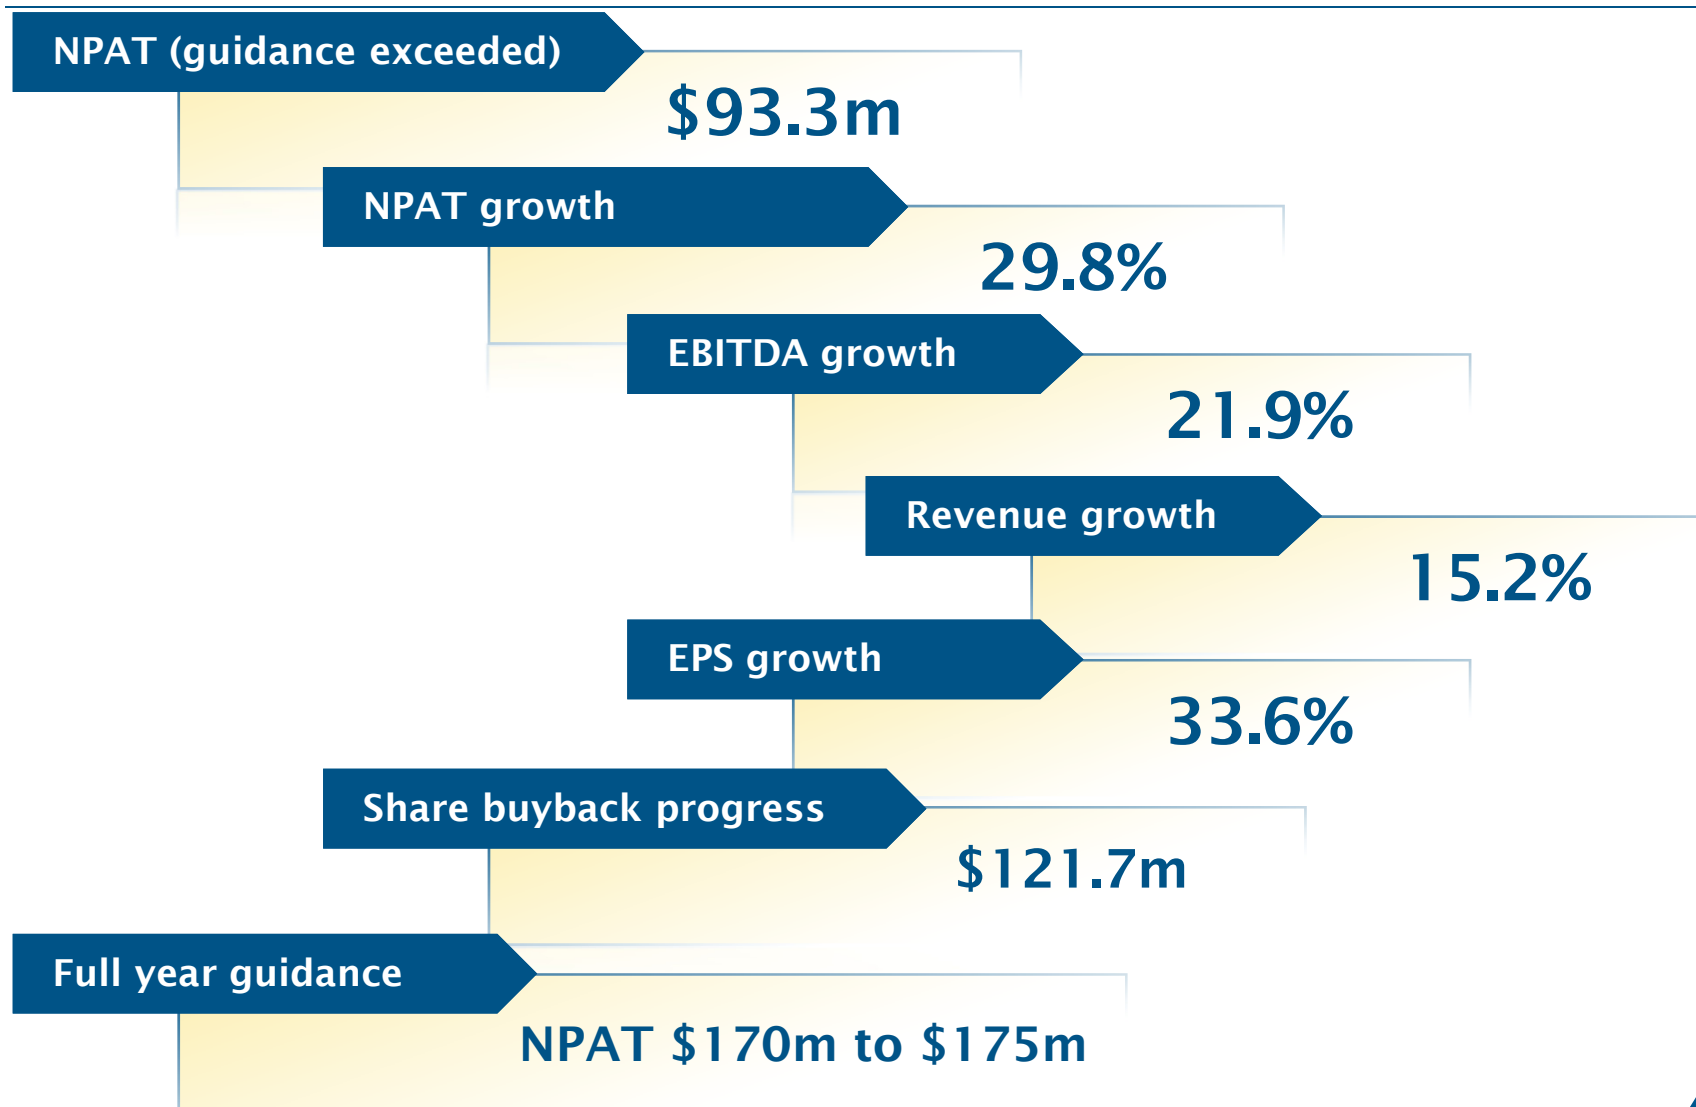 NPAT (guidance exceeded)
$93.3m
NPAT growth
29.8%
EBITDA growth
21.9%
Revenue growth
15.2%
EPS growth
33.6%
Share buyback progress
$121.7m
Full year guidance
NPAT $170m to $175m